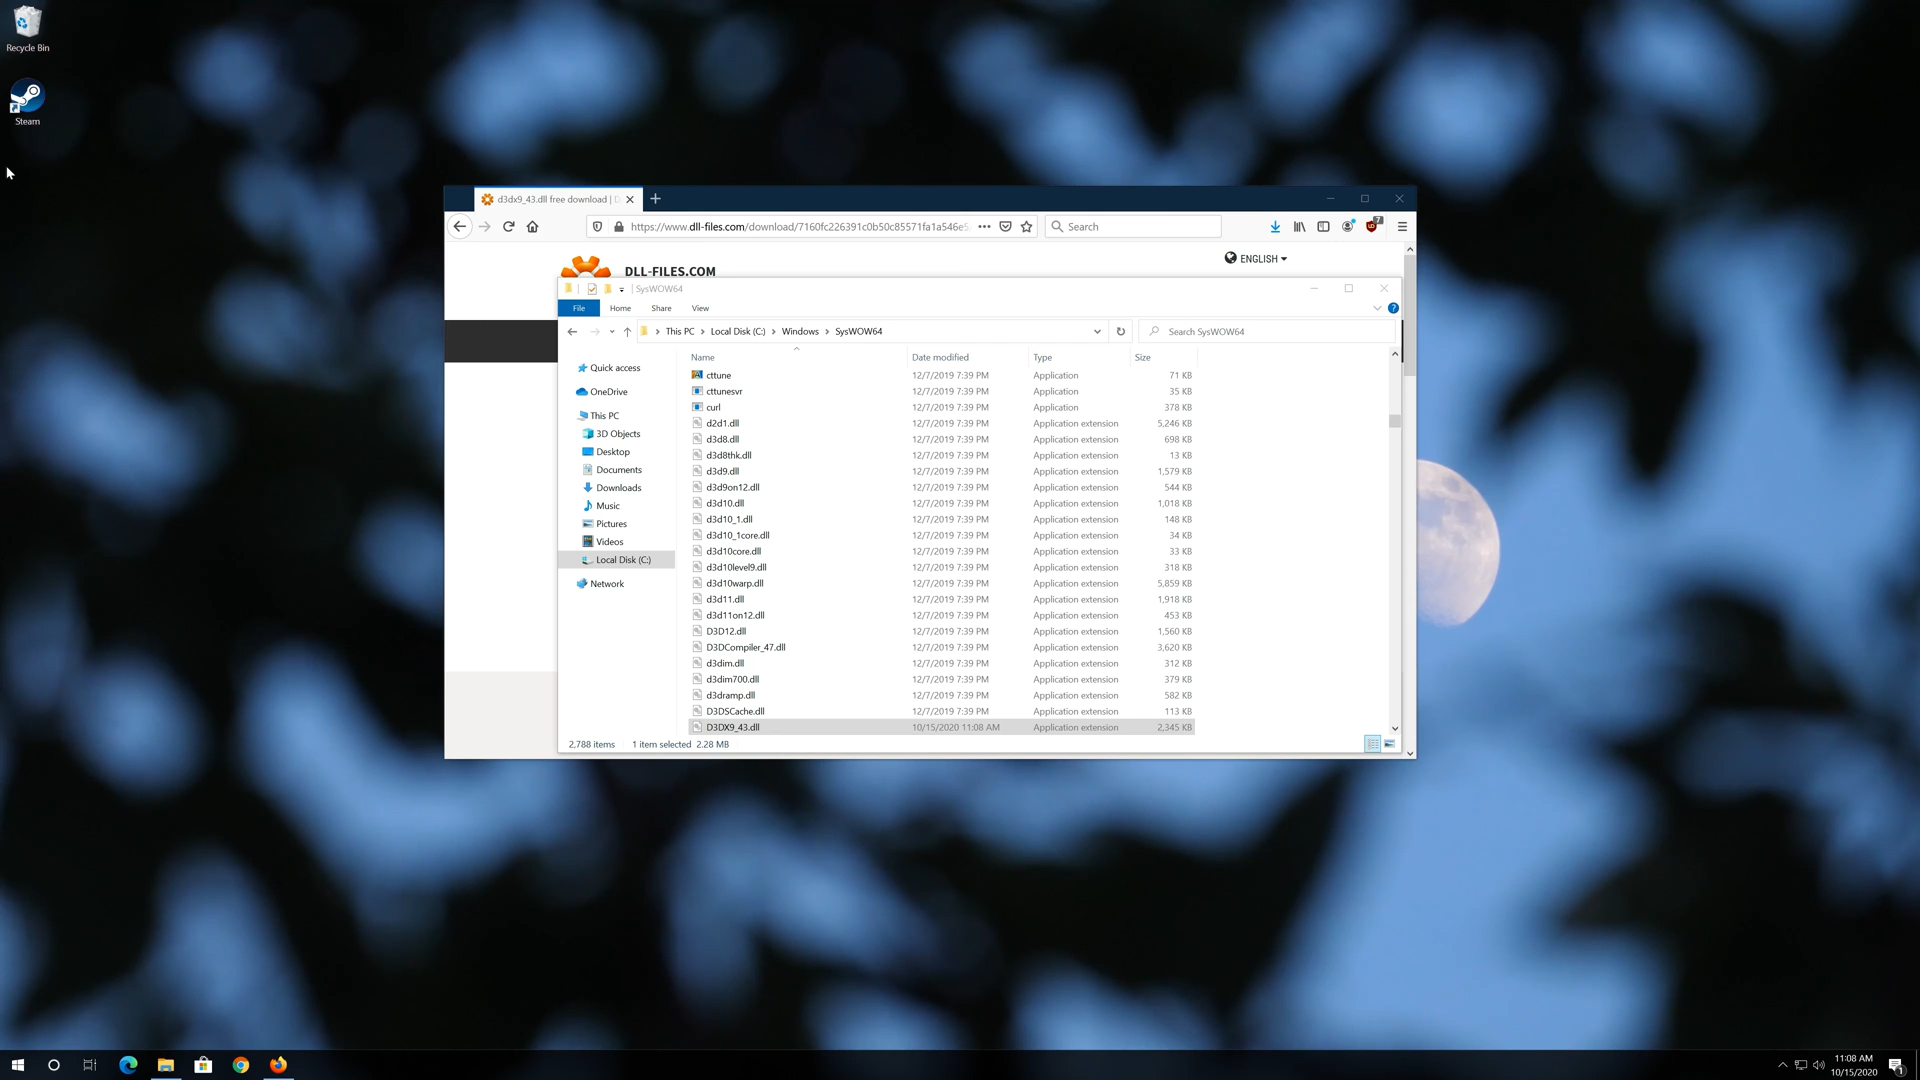 Recycle Bin
Steam
d3dx9_43.dll free download |
https://www.dll-files.com/download/7160fc226391c0b50c85571fa1a546e5
Search
7
DLL-FILES.COM
ENGLISH
SysWOW64
File Home Share View
This PC Local Disk (C:) Windows SysWOW64
Search SysWOW64
Name Date modified Type Size
Quick access
OneDrive
This PC
3D Objects
Desktop
Documents
Downloads
Music
Pictures
Videos
Local Disk (C:)
Network
cttune 12/7/2019 7:39 PM Application 71 KB
cttunesvr 12/7/2019 7:39 PM Application 35 KB
curl 12/7/2019 7:39 PM Application 378 KB
d2d1.dll 12/7/2019 7:39 PM Application extension 5,246 KB
d3d8.dll 12/7/2019 7:39 PM Application extension 698 KB
d3d8thk.dll 12/7/2019 7:39 PM Application extension 13 KB
d3d9.dll 12/7/2019 7:39 PM Application extension 1,579 KB
d3d9on12.dll 12/7/2019 7:39 PM Application extension 544 KB
d3d10.dll 12/7/2019 7:39 PM Application extension 1,018 KB
d3d10_1.dll 12/7/2019 7:39 PM Application extension 148 KB
d3d10_1core.dll 12/7/2019 7:39 PM Application extension 34 KB
d3d10core.dll 12/7/2019 7:39 PM Application extension 33 KB
d3d10level9.dll 12/7/2019 7:39 PM Application extension 318 KB
d3d10warp.dll 12/7/2019 7:39 PM Application extension 5,859 KB
d3d11.dll 12/7/2019 7:39 PM Application extension 1,918 KB
d3d11on12.dll 12/7/2019 7:39 PM Application extension 453 KB
D3D12.dll 12/7/2019 7:39 PM Application extension 1,560 KB
D3DCompiler_47.dll 12/7/2019 7:39 PM Application extension 3,620 KB
d3dim.dll 12/7/2019 7:39 PM Application extension 312 KB
d3dim700.dll 12/7/2019 7:39 PM Application extension 379 KB
d3dramp.dll 12/7/2019 7:39 PM Application extension 582 KB
D3DSCache.dll 12/7/2019 7:39 PM Application extension 113 KB
D3DX9_43.dll 10/15/2020 11:08 AM Application extension 2,345 KB
2,788 items 1 item selected 2.28 MB
11:08 AM
10/15/2020
1